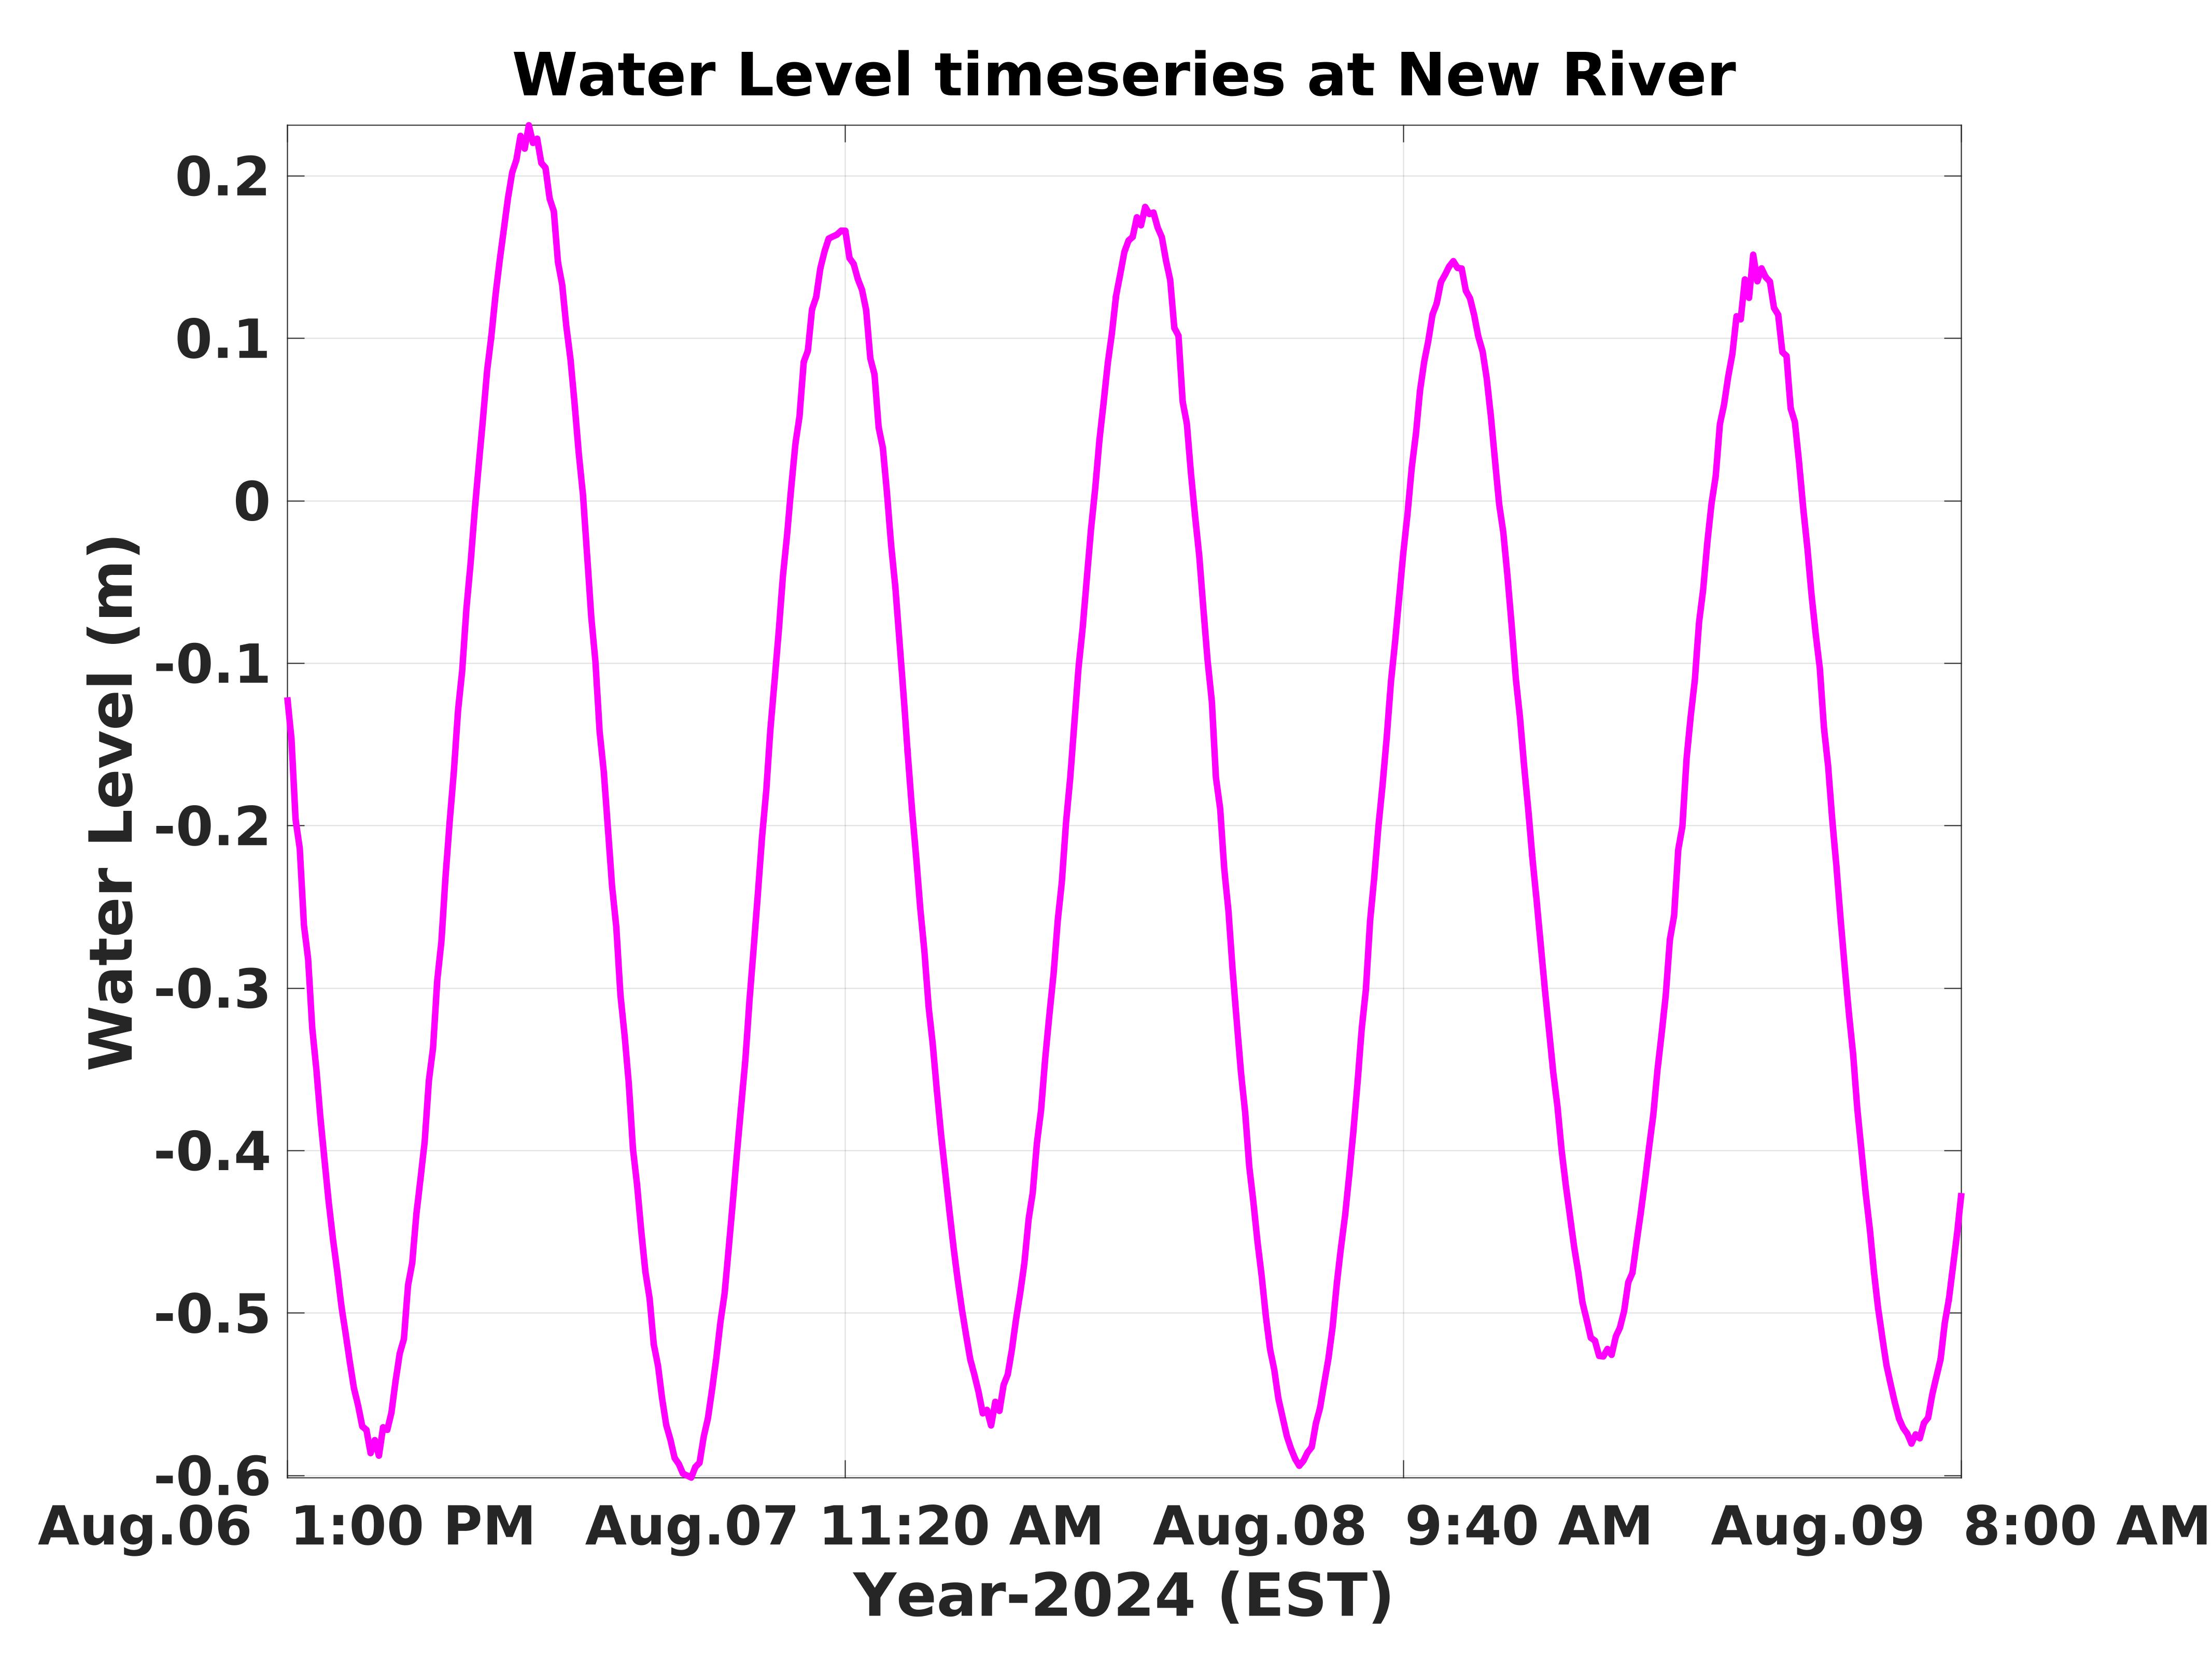 Water Level timeseries at New River
Water Level (m)
0.2
0.1
0
-0.1
-0.2
-0.3
-0.4
-0.5
-0.6
Aug.06 1:00 PM Aug.07 11:20 AM Aug.08 9:40 AM Aug.09 8:00 AM
Year-2024 (EST)